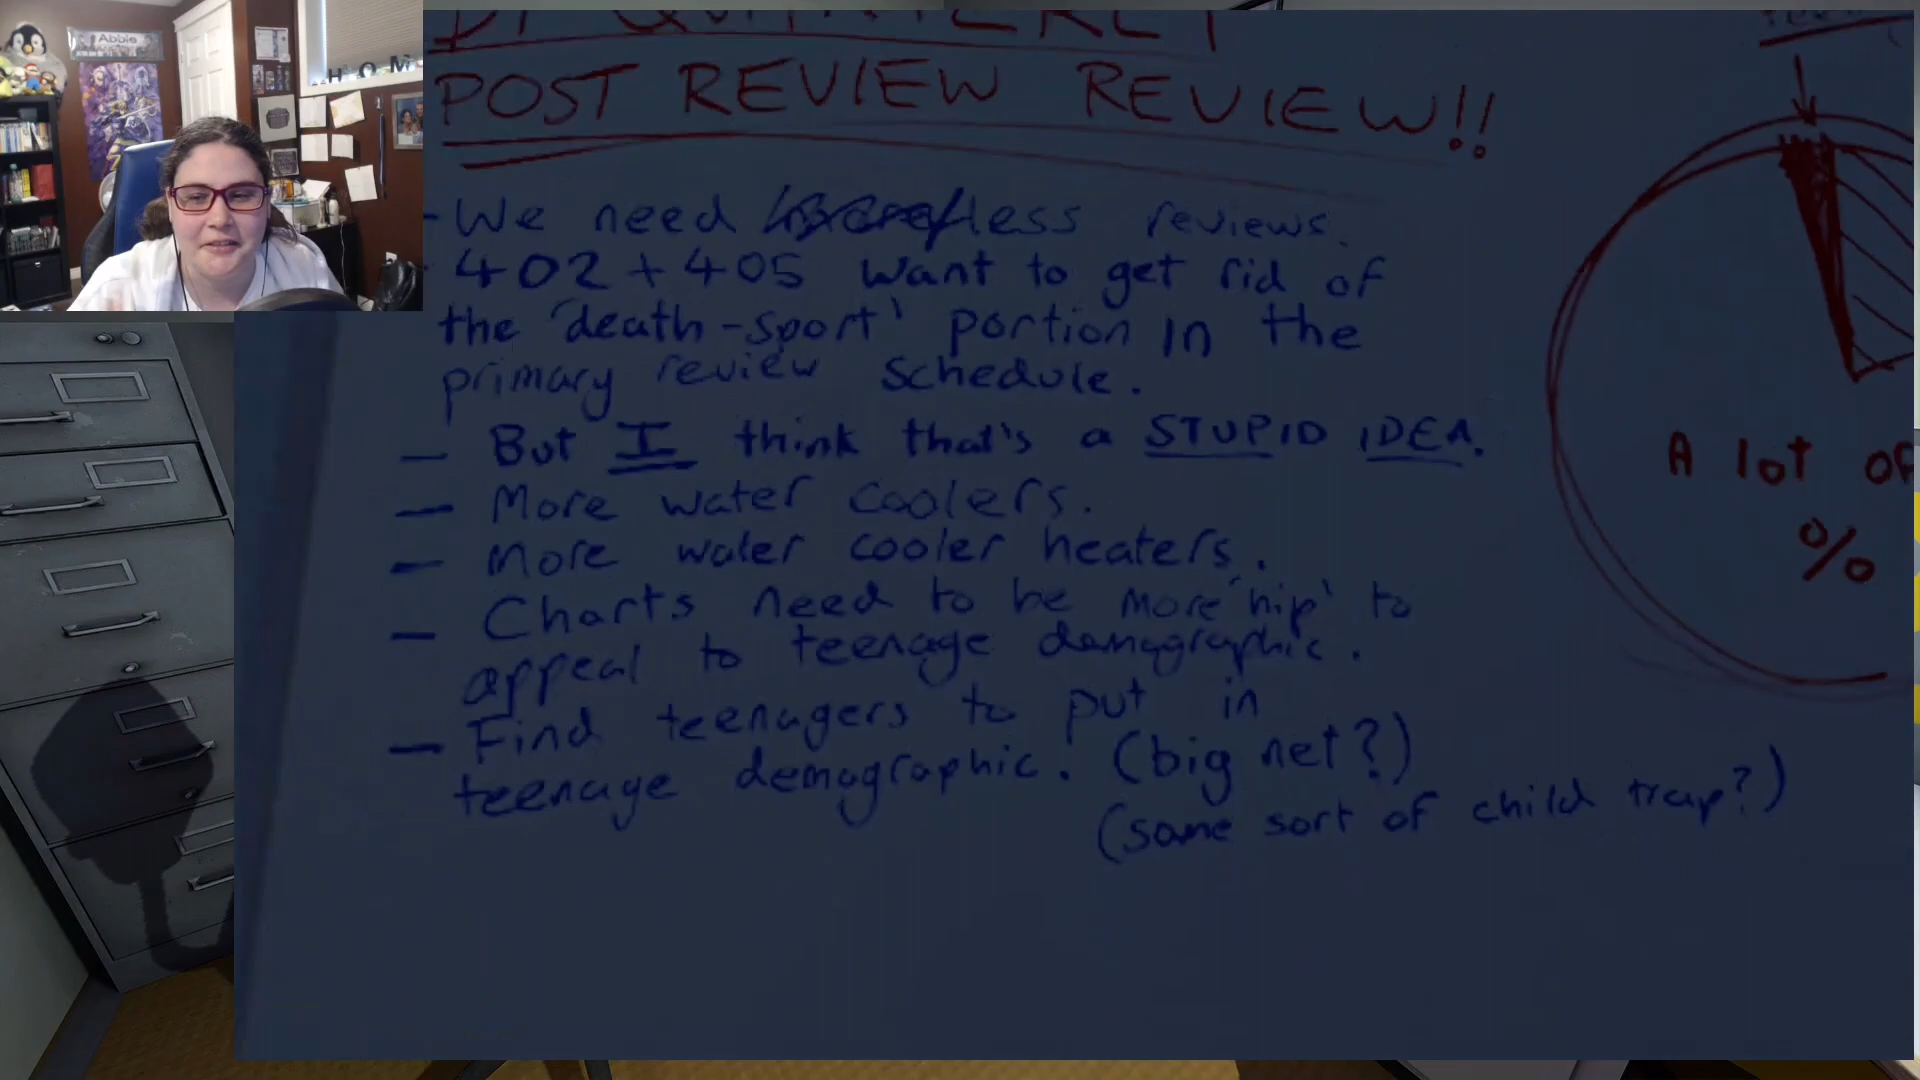 Abbie
HOM
POST REVIEW REVIEW!!
- We need less reviews.
- 402 + 405 want to get rid of
the 'death-sport' portion in the
primary review schedule.
- But I think that's a STUPID IDEA.
- More water coolers.
- More water cooler heaters.
- Charts need to be more 'hip' to
appeal to teenage demographic.
- Find teenagers to put in
teenage demographic. (big net?)
(some sort of child trap?)
A lot of
%